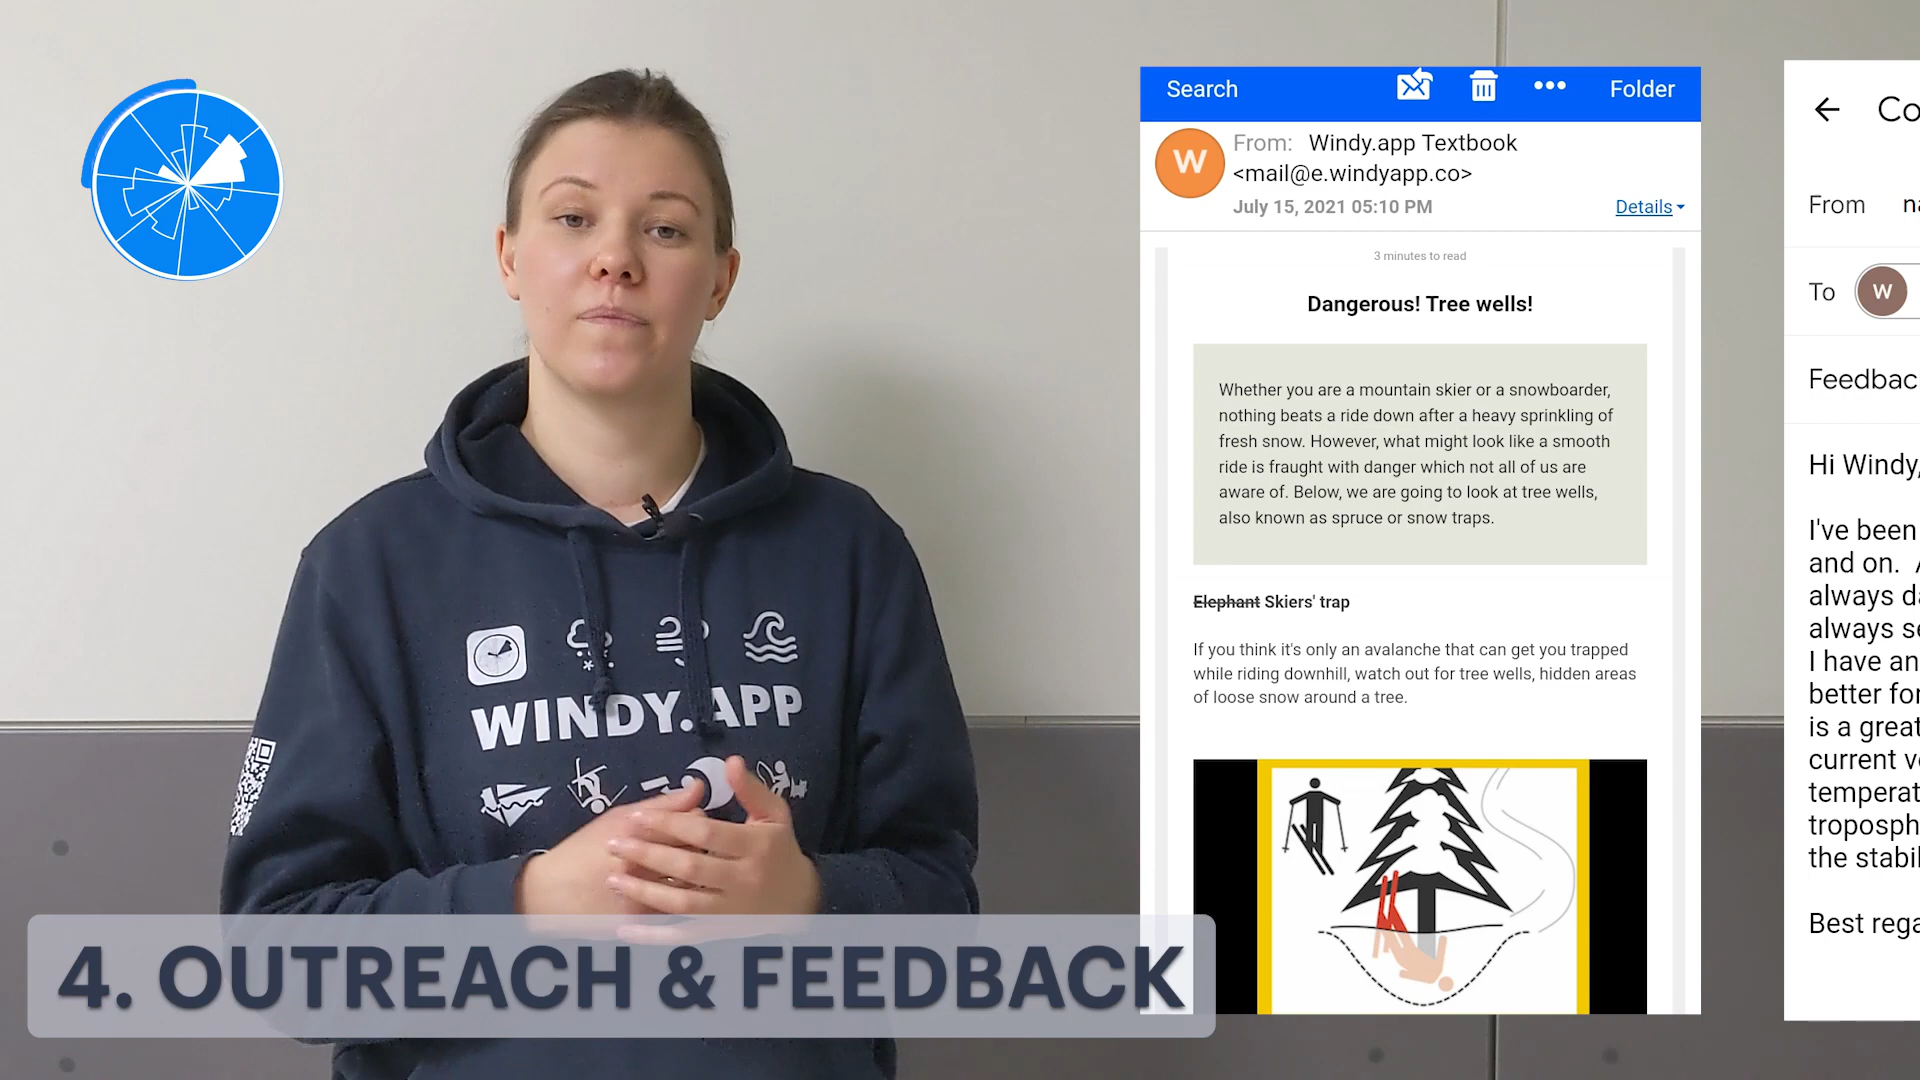 Search
Folder
W
From: Windy.app Textbook
<mail@e.windyapp.co>
July 15, 2021 05:10 PM
Details
3 minutes to read
Dangerous! Tree wells!
Whether you are a mountain skier or a snowboarder,
nothing beats a ride down after a heavy sprinkling of
fresh snow. However, what might look like a smooth
ride is fraught with danger which not all of us are
aware of. Below, we are going to look at tree wells,
also known as spruce or snow traps.
Elephant Skiers' trap
If you think it's only an avalanche that can get you trapped
while riding downhill, watch out for tree wells, hidden areas
of loose snow around a tree.
From
To
W
Hi Windy,
I've been
and on.
always
always
I have an
better
is a great
current
the
Best
WINDY.APP
4. OUTREACH & FEEDBACK